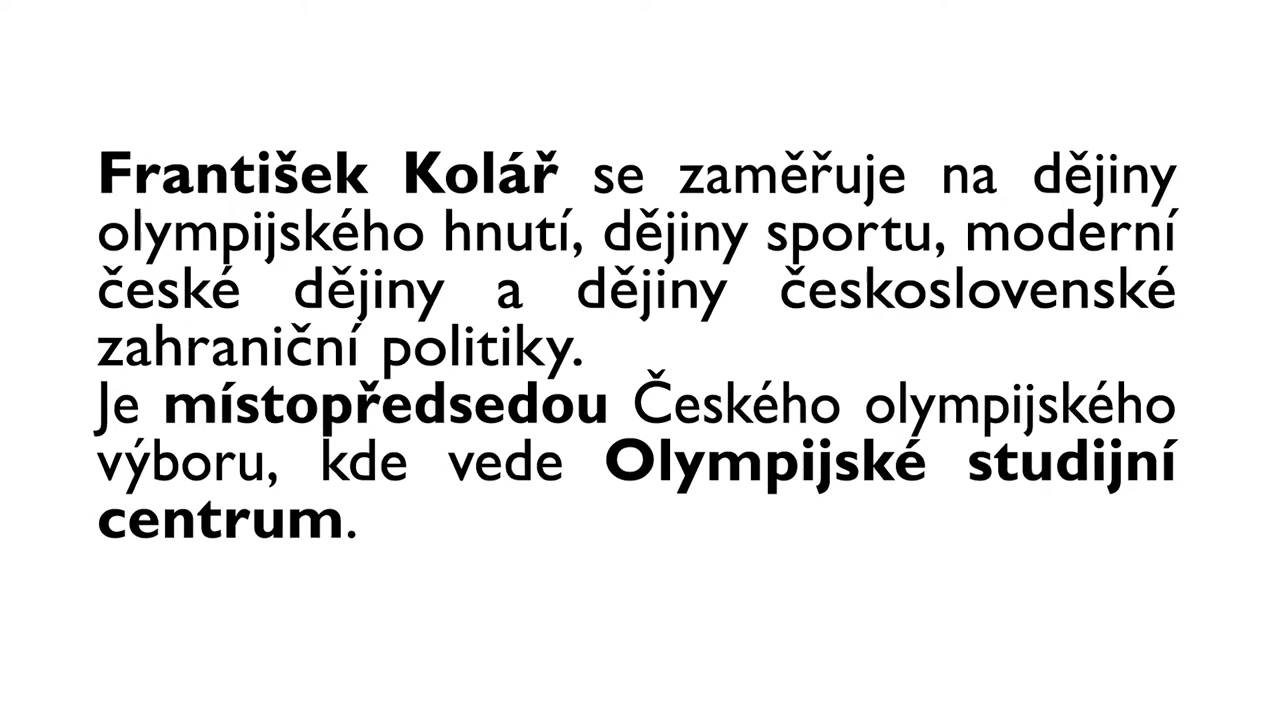 František Kolář se zaměřuje na dějiny
olympijského hnutí, dějiny sportu, moderní
české dějiny a dějiny československé
zahraniční politiky.
Je místopředsedou Českého olympijského
výboru, kde vede Olympijské studijní
centrum.